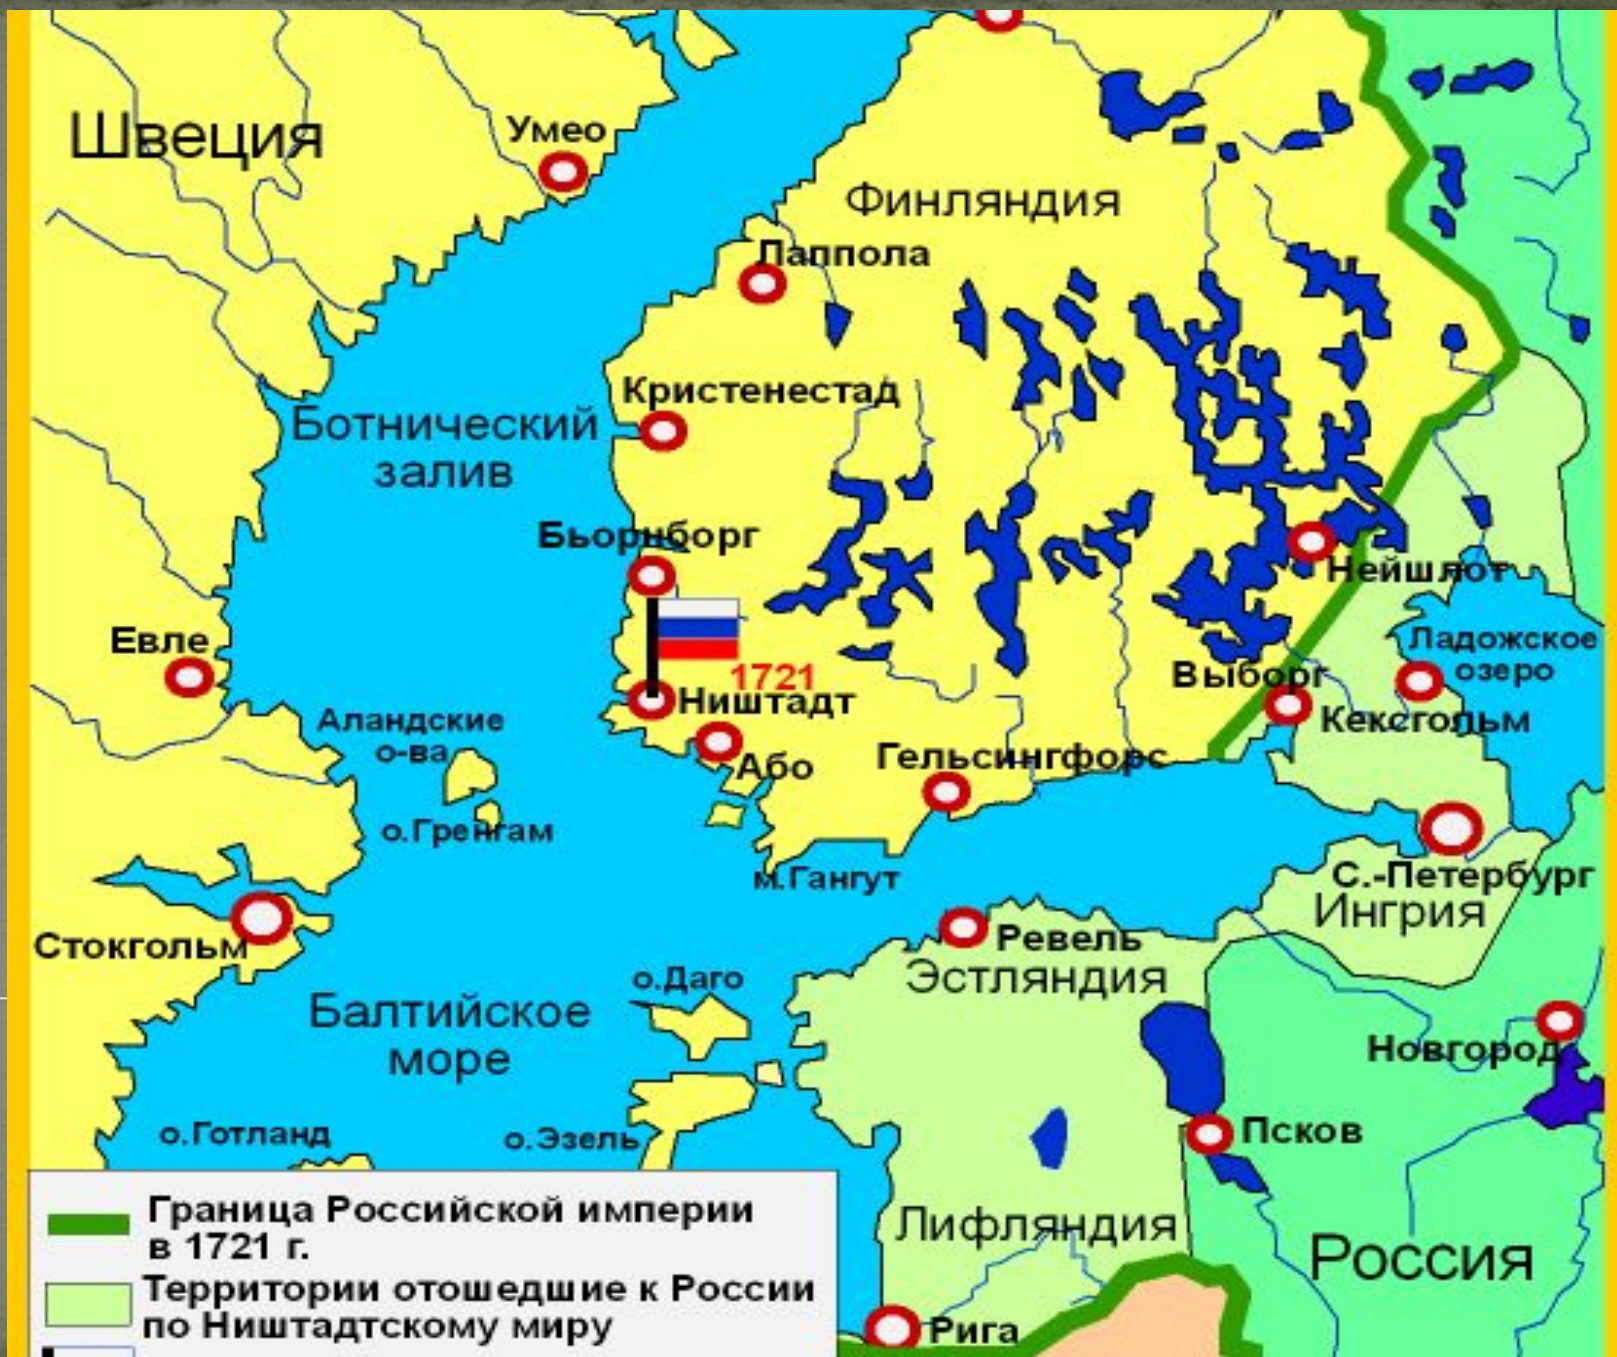 Швеция
Умео
Финляндия
Лаппола
Кристенестад
Ботнический
залив
Бьорнборг
Нейшлот
Евле
1721
Ништадт
Выборг
Ладожское
озеро
Кексгольм
Аландские
о-ва
Або
Гельсингфорс
о.Гренгам
м.Гангут
С.-Петербург
Ингрия
Стокгольм
Ревель
Эстляндия
о.Даго
Балтийское
море
Новгород
о.Готланд
о.Эзель
Псков
Лифляндия
Россия
Рига
Граница Российской империи
в 1721 г.
Территории отошедшие к России
по Ништадтскому миру